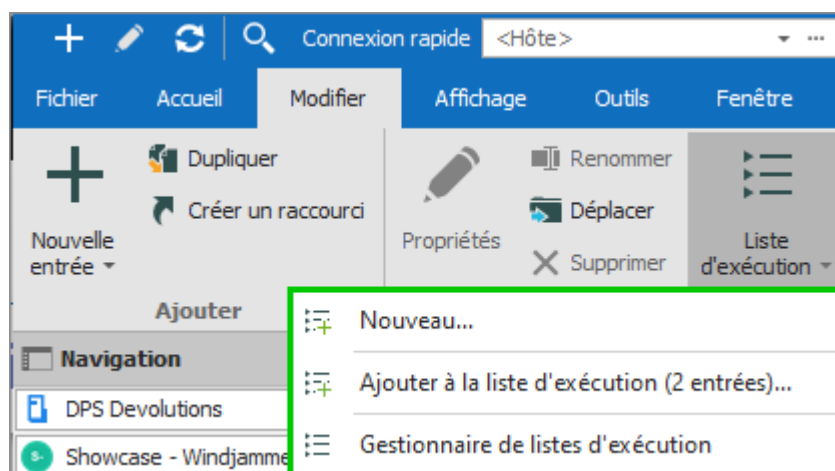 Connexion rapide <Hôte>
Fichier Accueil Modifier Affichage Outils Fenêtre
Dupliquer Renommer
Créer un raccourci Déplacer
Nouvelle entrée Propriétés Supprimer Liste d'exécution
Ajouter
Nouveau...
Navigation
Ajouter à la liste d'exécution (2 entrées)...
DPS Devolutions
Gestionnaire de listes d'exécution
S- Showcase - Windjamme